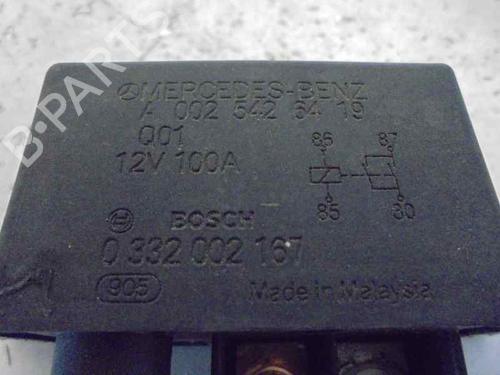 B-PARTS
MERCEDES-BENZ
A 002 542 64 19
Q01
12V 100A
86 87
85 30
BOSCH
0 332 002 167
905
Made in Malaysia